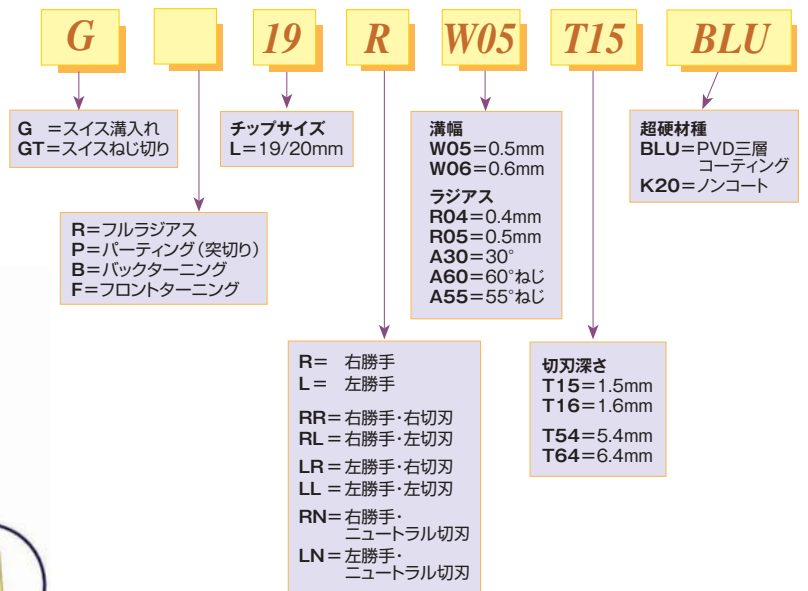 G 19 R W05 T15 BLU
G =スイス溝入れ
GT=スイスねじ切り
チップサイズ
L=19/20mm
溝幅
W05=0.5mm
W06=0.6mm
ラジアス
R04=0.4mm
R05=0.5mm
A30=30°
A60=60°ねじ
A55=55°ねじ
超硬材種
BLU=PVD三層
コーティング
K20=ノンコート
R=フルラジアス
P=パーティング(突切り)
B=バックターニング
F=フロントターニング
R= 右勝手
L= 左勝手
RR=右勝手・右切刃
RL=右勝手・左切刃
LR=左勝手・右切刃
LL=左勝手・左切刃
RN=右勝手・
ニュートラル切刃
LN=左勝手・
ニュートラル切刃
切刃深さ
T15=1.5mm
T16=1.6mm
T54=5.4mm
T64=6.4mm